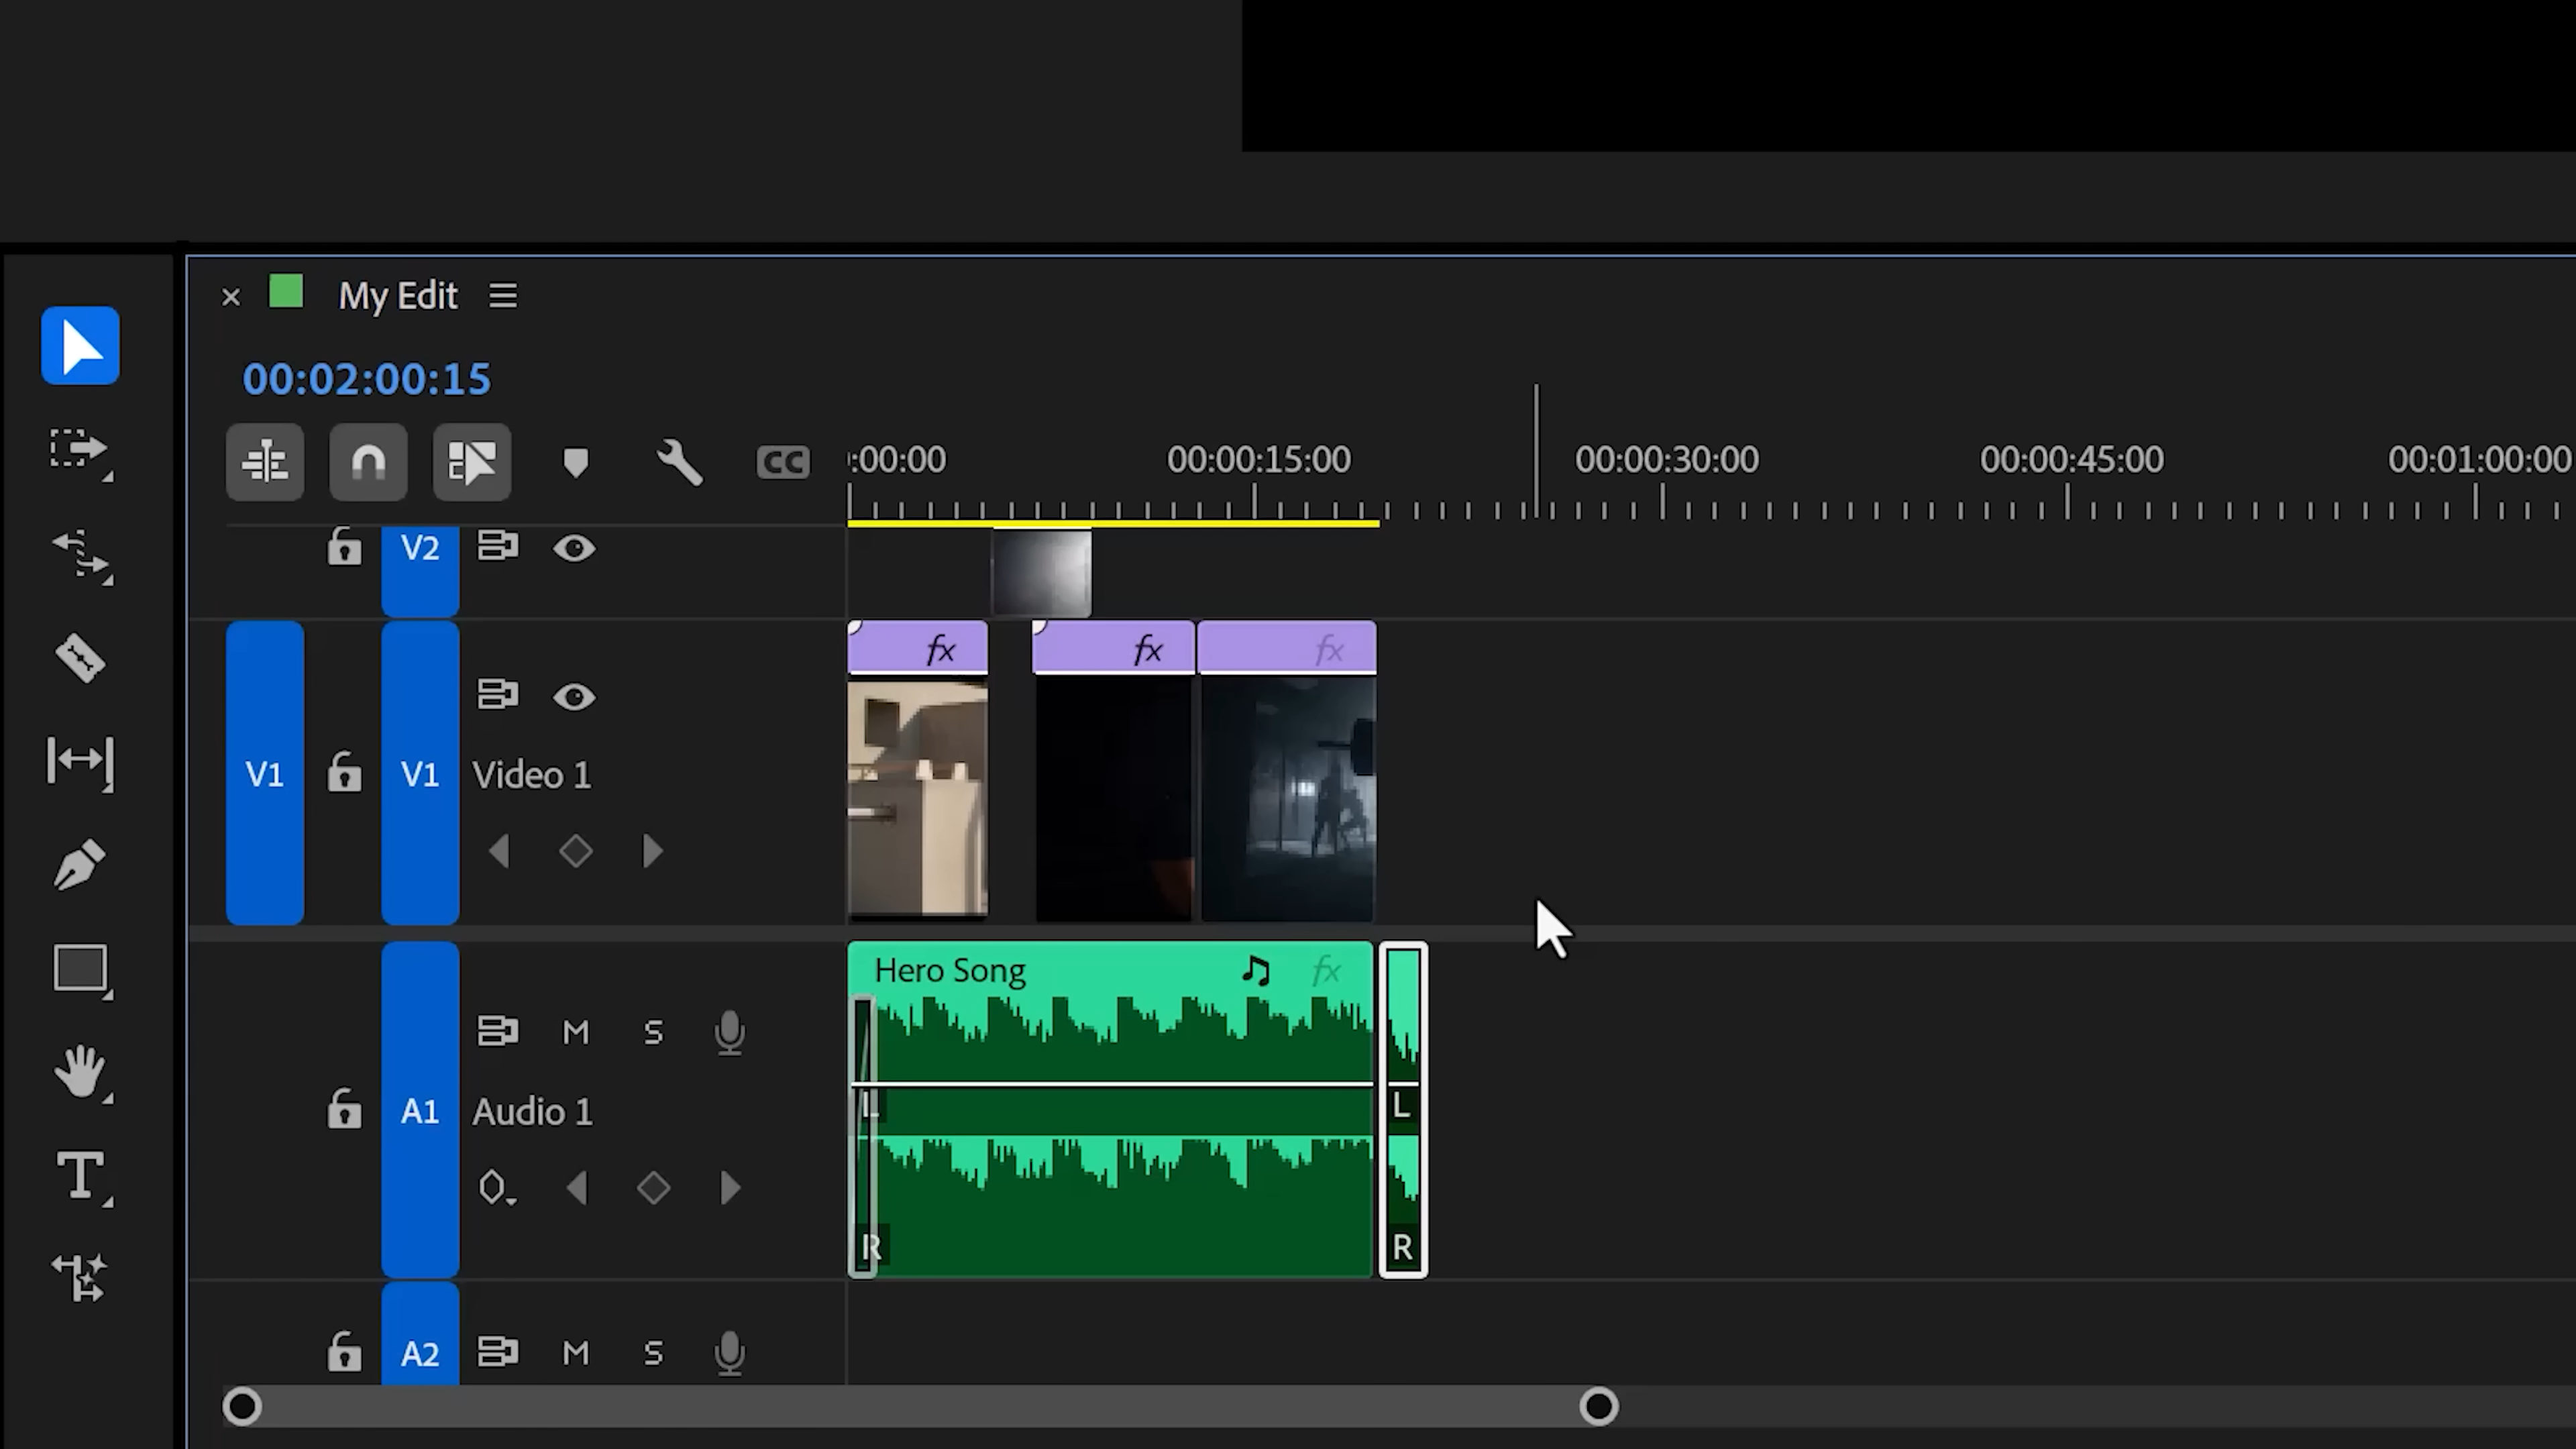 My Edit
00:02:00:15
CC
:00:00
00:00:15:00
00:00:30:00
00:00:45:00
00:01:00:00
V2
fx
fx
fx
V1
V1
Video 1
Hero Song
fx
M
S
A1
Audio 1
L
L
R
R
T
A2
M
S